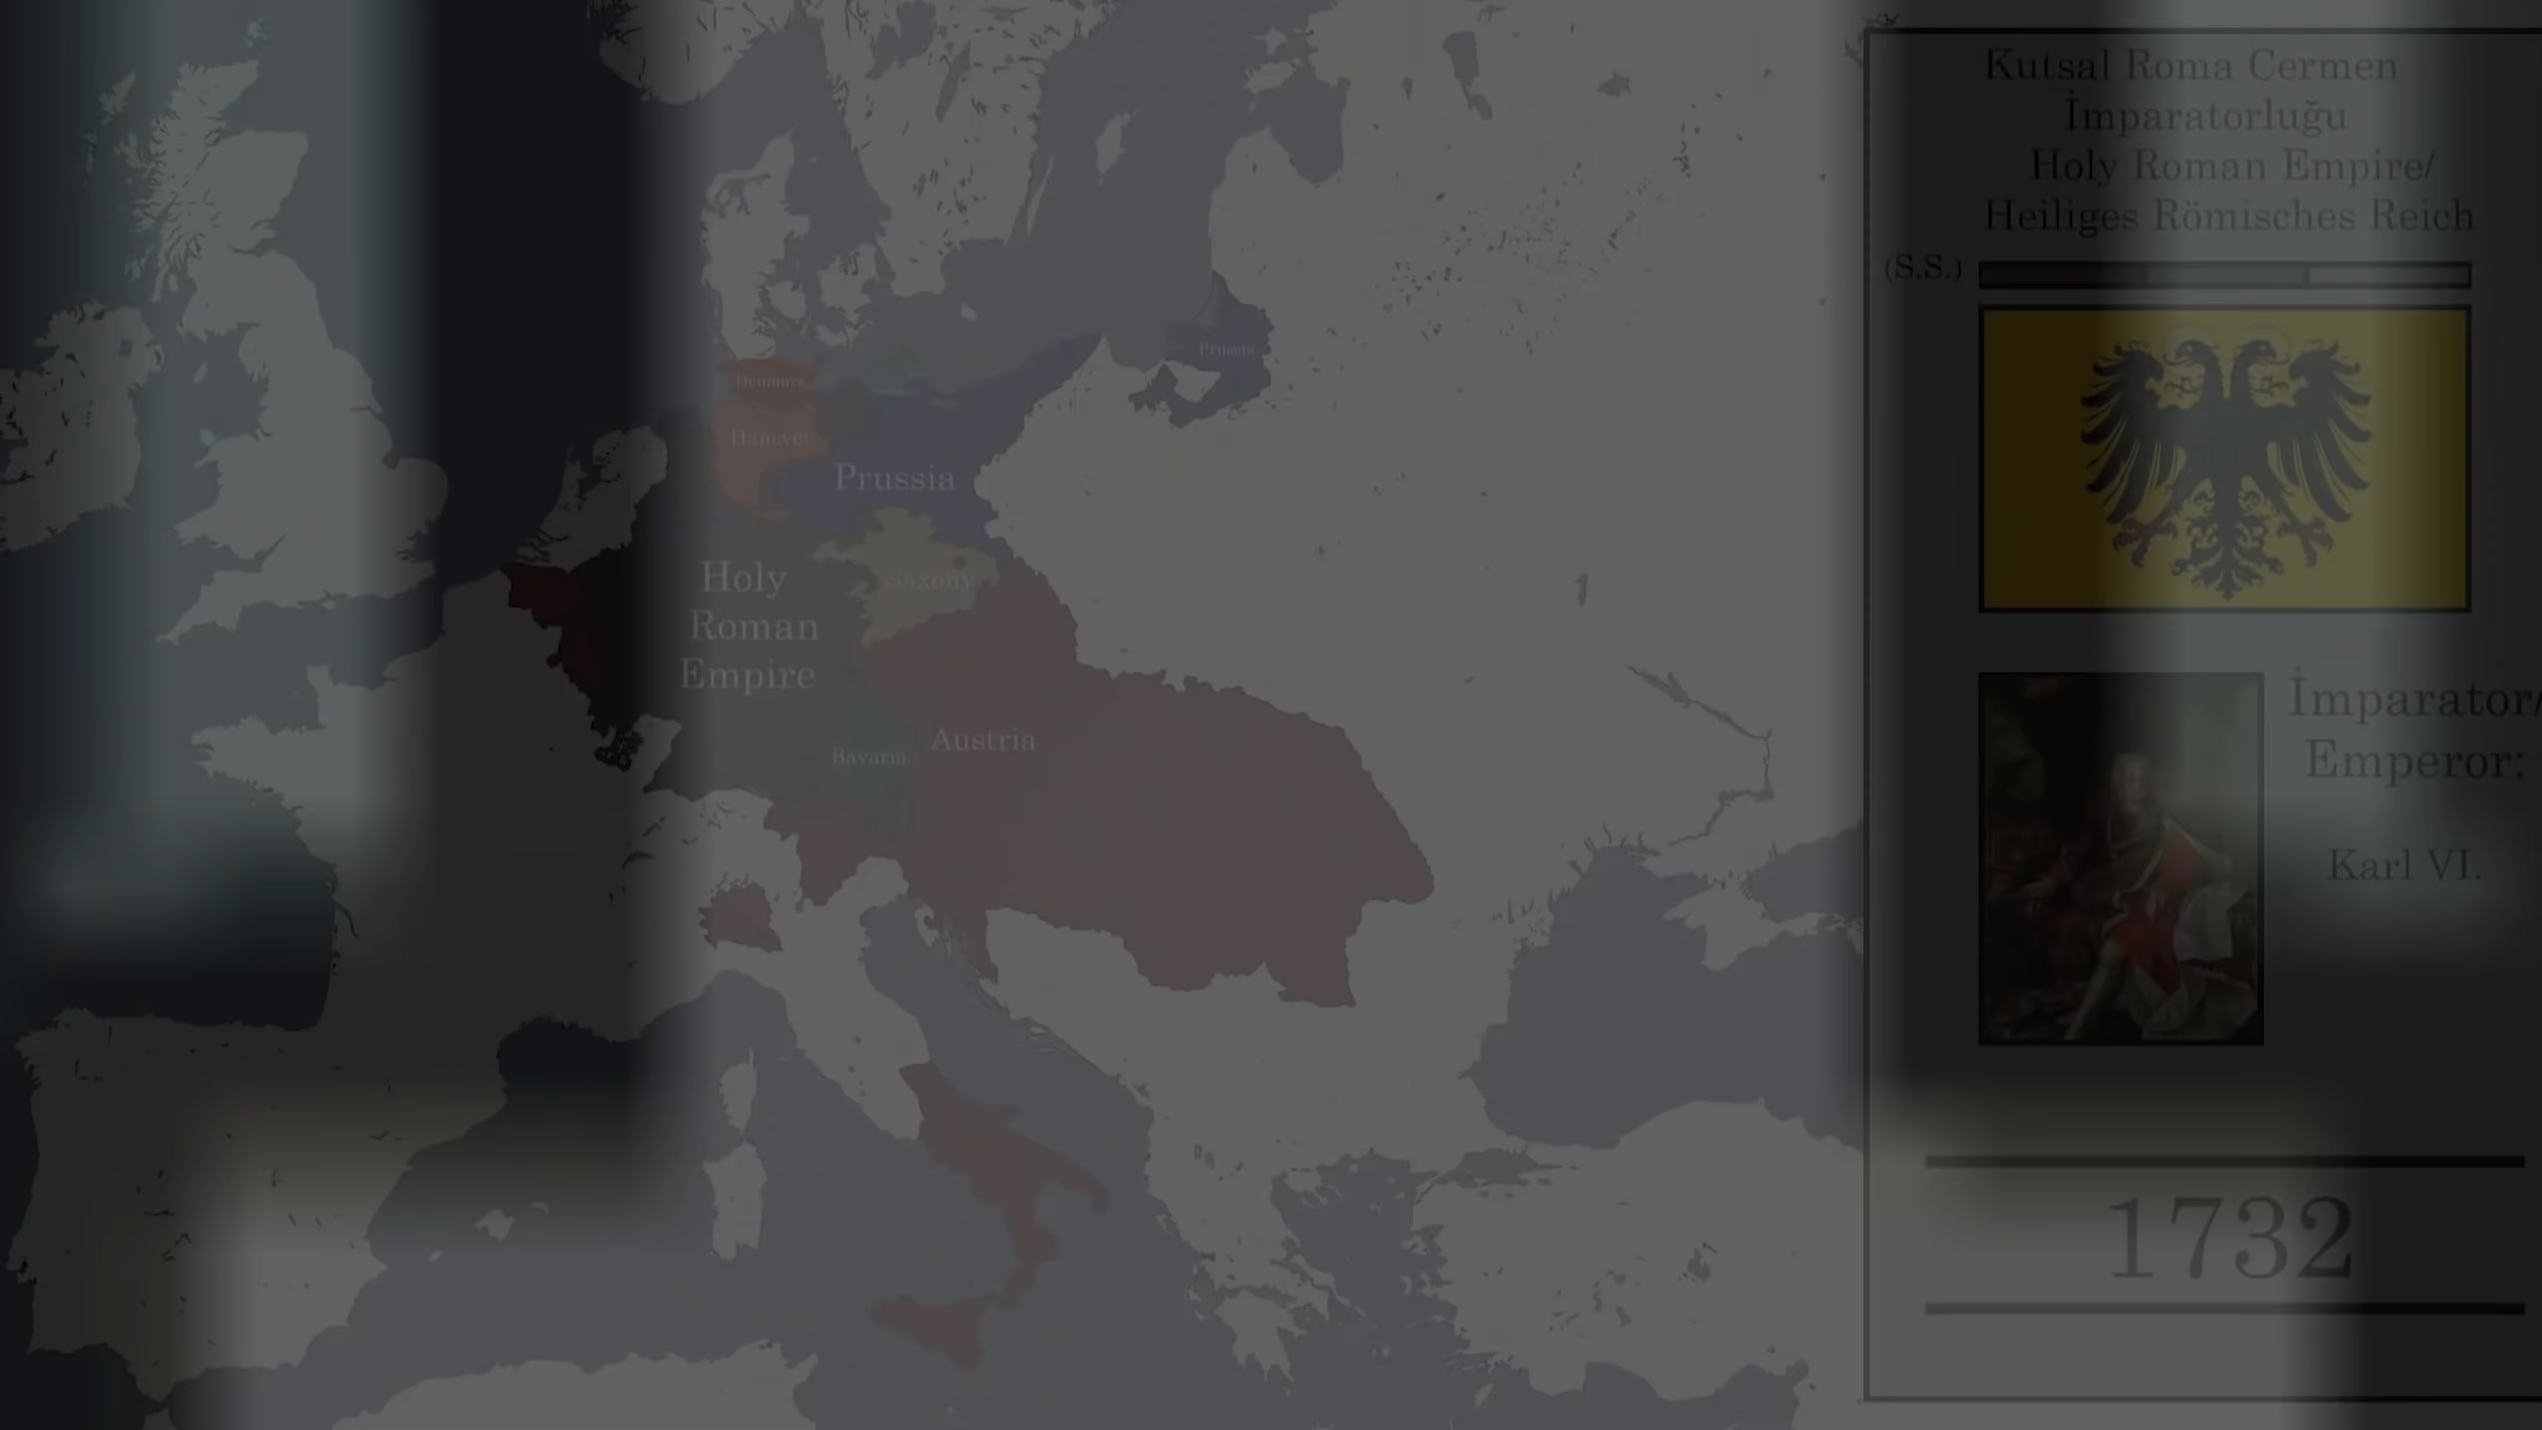 Kutsal Roma Cermen
İmparatorluğu
Holy Roman Empire/
Heiliges Römisches Reich
(S.S.)
Prussia
Denmark
Hanover
Prussia
Saxony
Holy
Roman
Empire
Bavaria
Austria
İmparator/
Emperor:
Karl VI.
1732